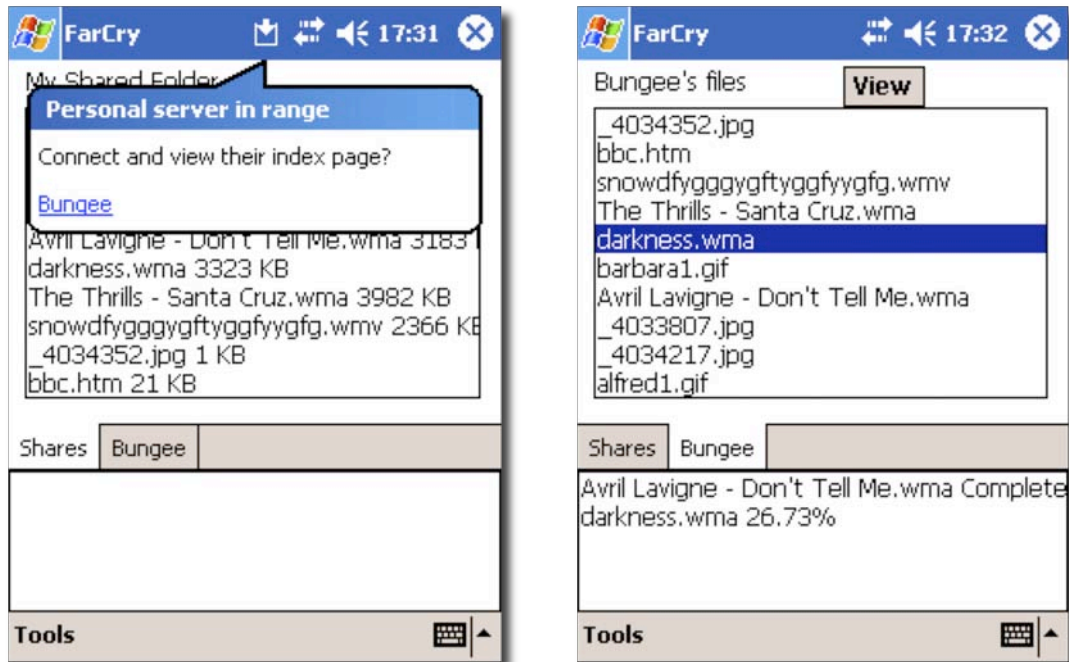 FarCry 17:31
My Shared Folder
Personal server in range
Connect and view their index page?
Bungee
Avril Lavigne - Don't Tell Me.wma 3183
darkness.wma 3323 KB
The Thrills - Santa Cruz.wma 3982 KB
snowdfygggygftyggfyygfg.wmv 2366 KB
_4034352.jpg 1 KB
bbc.htm 21 KB
Shares Bungee
Tools
FarCry 17:32
Bungee's files View
_4034352.jpg
bbc.htm
snowdfygggygftyggfyygfg.wmv
The Thrills - Santa Cruz.wma
darkness.wma
barbara1.gif
Avril Lavigne - Don't Tell Me.wma
_4033807.jpg
_4034217.jpg
alfred1.gif
Shares Bungee
Avril Lavigne - Don't Tell Me.wma Complete
darkness.wma 26.73%
Tools